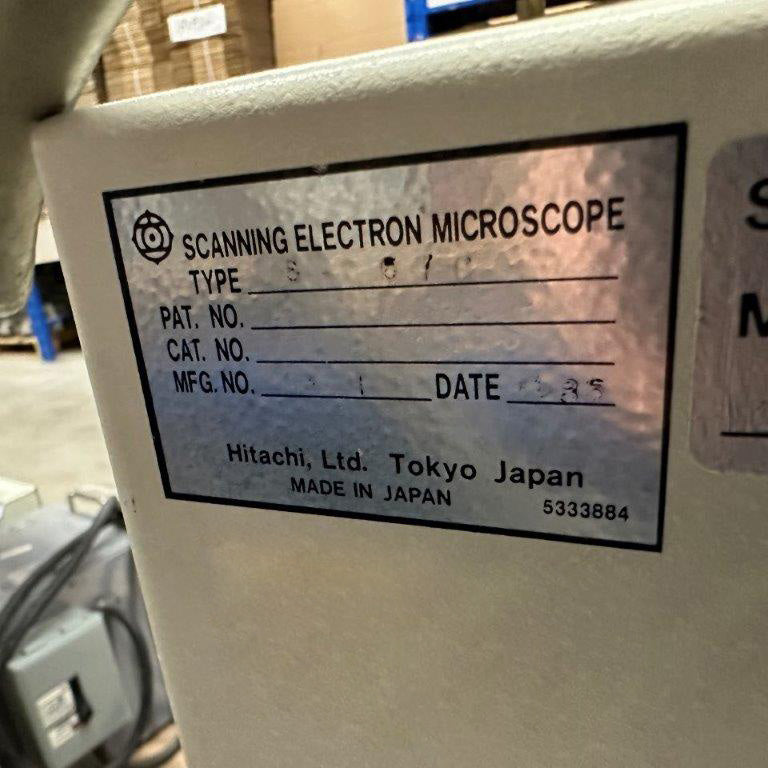 SCANNING ELECTRON MICROSCOPE
TYPE S 570
PAT. NO.
CAT. NO.
MFG. NO. DATE
Hitachi, Ltd. Tokyo Japan
MADE IN JAPAN
5333884
S
M